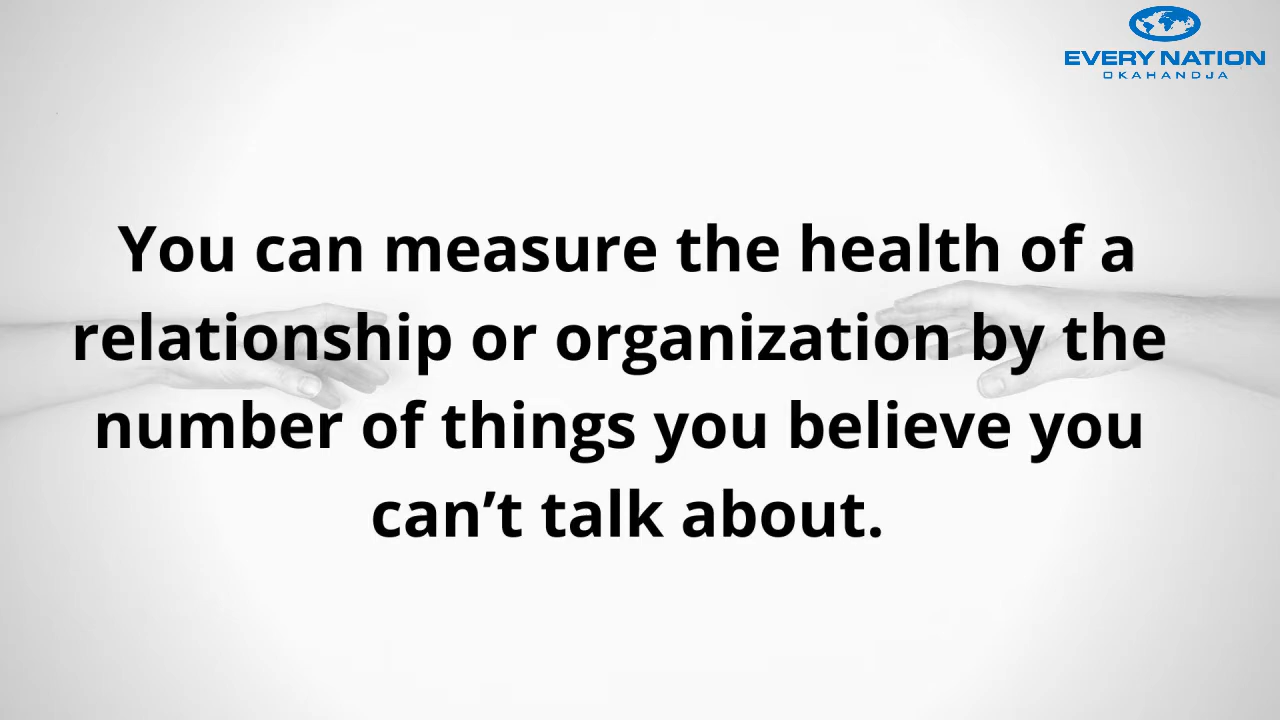 EVERY NATION
OKAHANDJA
You can measure the health of a
relationship or organization by the
number of things you believe you
can’t talk about.